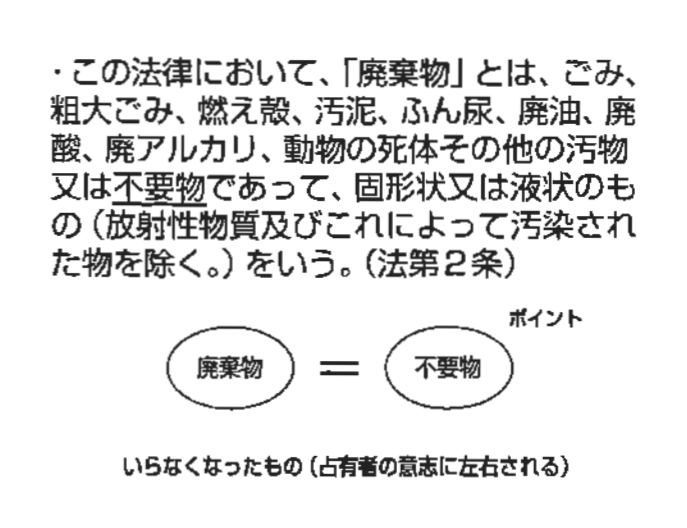 ・この法律において、「廃棄物」とは、ごみ、
粗大ごみ、燃え殻、汚泥、ふん尿、廃油、廃
酸、廃アルカリ、動物の死体その他の汚物
又は不要物であって、固形状又は液状のも
の（放射性物質及びこれによって汚染され
た物を除く。）をいう。（法第２条）
ポイント
廃棄物 ＝ 不要物
いらなくなったもの（占有者の意志に左右される）